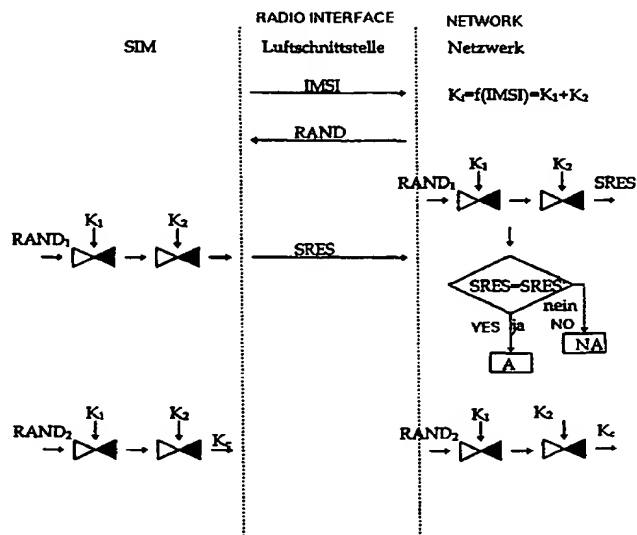 RADIO INTERFACE NETWORK
SIM Luftschnittstelle Netzwerk
IMSI
Ki=f(IMSI)=K1+K2
RAND
K1 K2
RAND1 SRES
K1 K2
RAND1
SRES
SRES=SRES'
nein
YES ja NO
NA
A
K1 K2
RAND2 Kc
K1 K2
RAND2 Kc